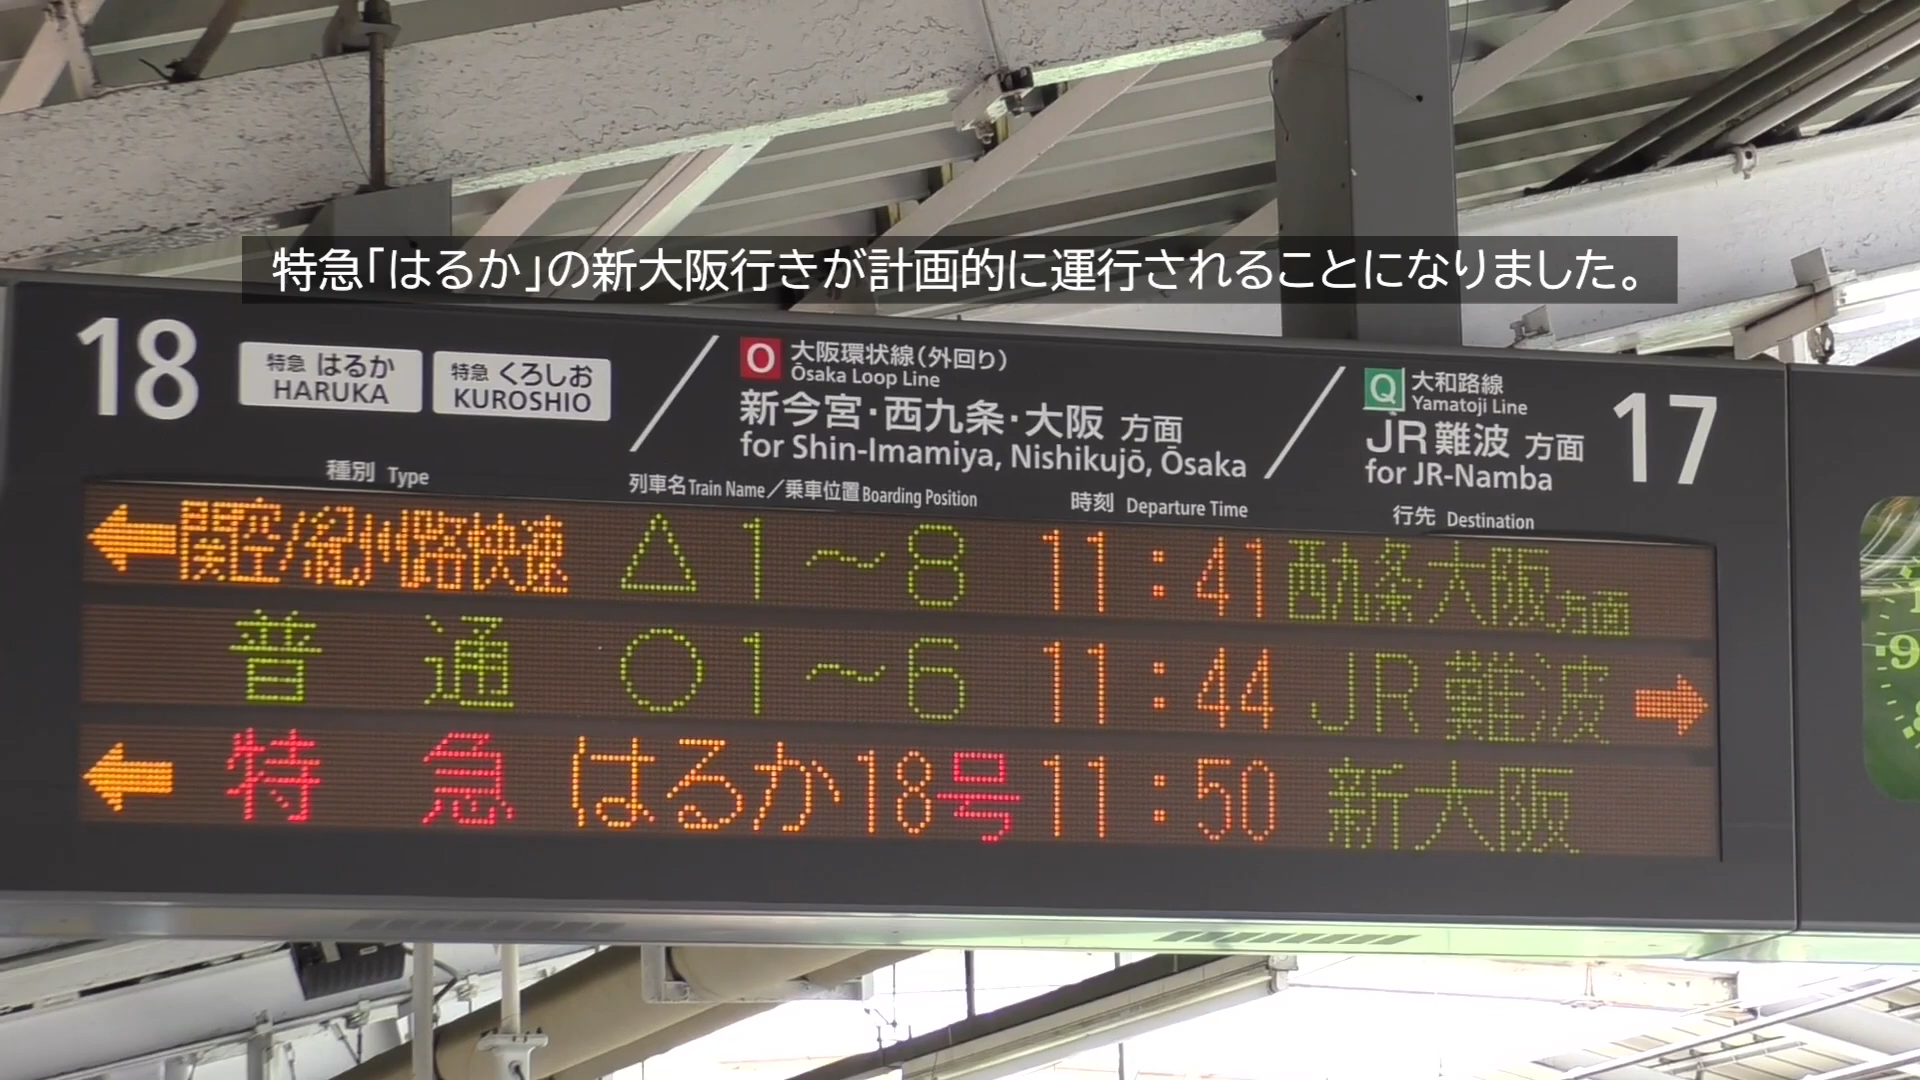 特急「はるか」の新大阪行きが計画的に運行されることになりました。
18 特急 はるか HARUKA 特急 くろしお KUROSHIO
O 大阪環状線(外回り)
Ōsaka Loop Line
新今宮・西九条・大阪 方面
for Shin-Imamiya, Nishikujō, Ōsaka
Q 大和路線
Yamatoji Line
JR難波 方面
for JR-Namba
17
種別 Type 列車名 Train Name/乗車位置 Boarding Position 時刻 Departure Time 行先 Destination
← 関空/紀州路快速 △1~8 11:41 西九条・大阪方面
普通 ○1~6 11:44 JR難波 →
← 特急 はるか18号 11:50 新大阪
9